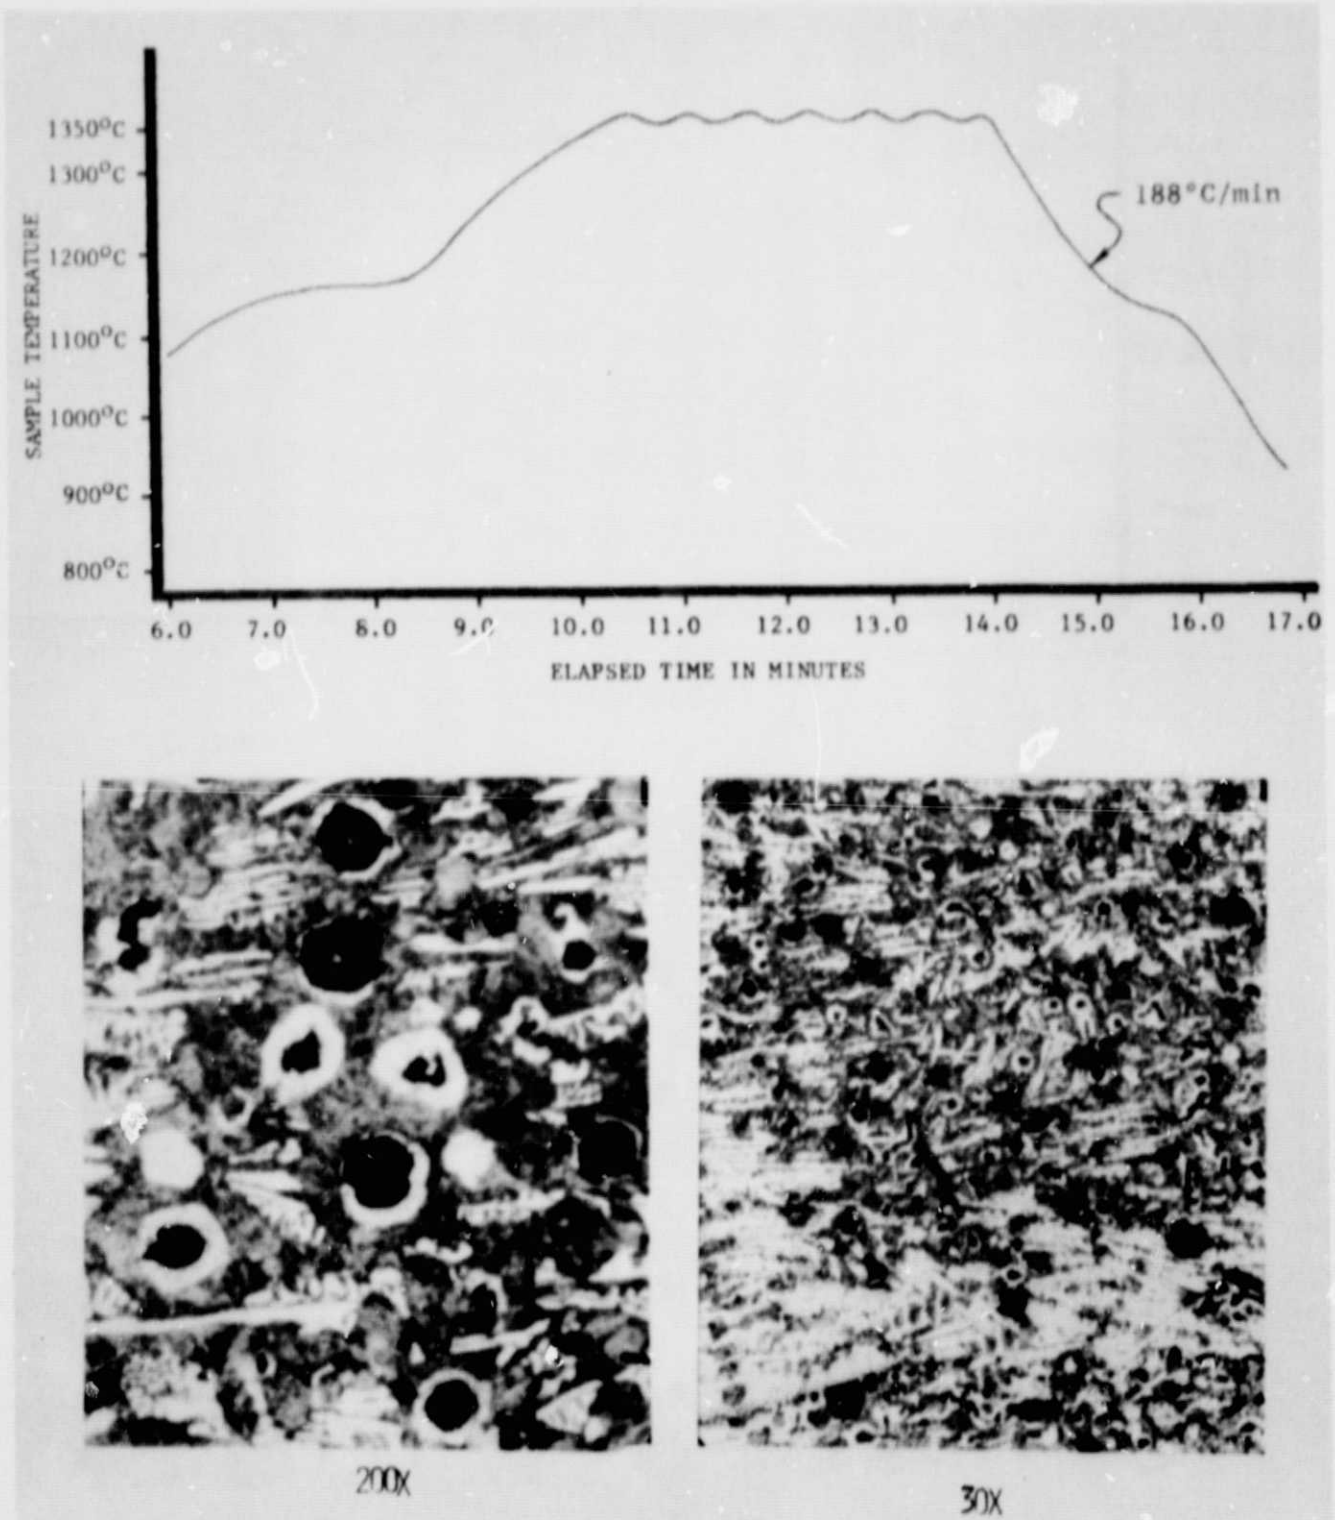 1350°C
1300°C
188°C/min
1200°C
1100°C
1000°C
900°C
800°C
SAMPLE TEMPERATURE
6.0 7.0 8.0 9.0 10.0 11.0 12.0 13.0 14.0 15.0 16.0 17.0
ELAPSED TIME IN MINUTES
200X
30X